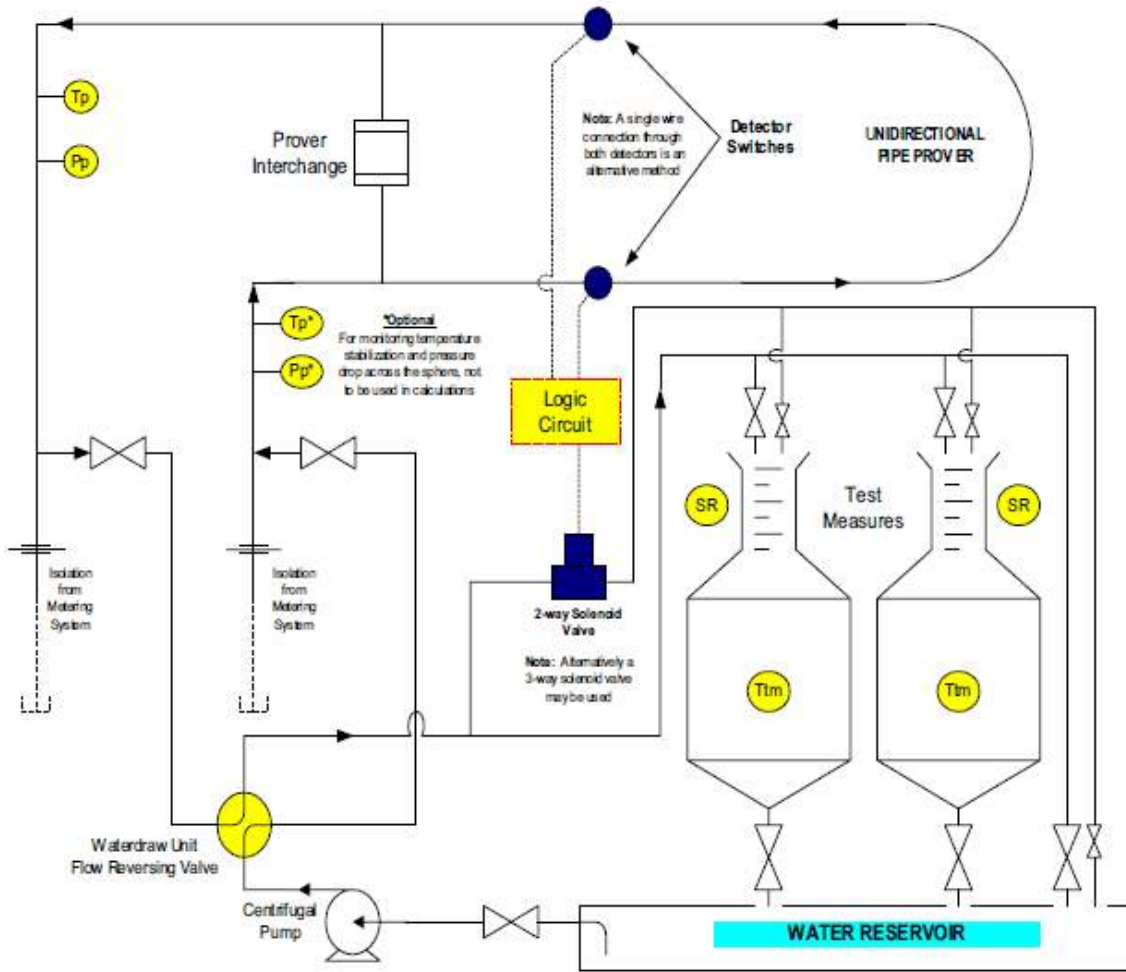 Tp
Pp
Prover
Interchange
Note: A single wire
connection through
both detectors is an
alternative method
Detector
Switches
UNIDIRECTIONAL
PIPE PROVER
Tp*
Pp*
*Optional
For monitoring temperature
stabilization and pressure
drop across the sphere, not
to be used in calculations
Logic
Circuit
SR
Test
Measures
SR
Isolation
from
Metering
System
Isolation
from
Metering
System
2-way Solenoid
Valve
Note: Alternatively a
3-way solenoid valve
may be used
Ttm
Ttm
Waterdraw Unit
Flow Reversing Valve
Centrifugal
Pump
WATER RESERVOIR